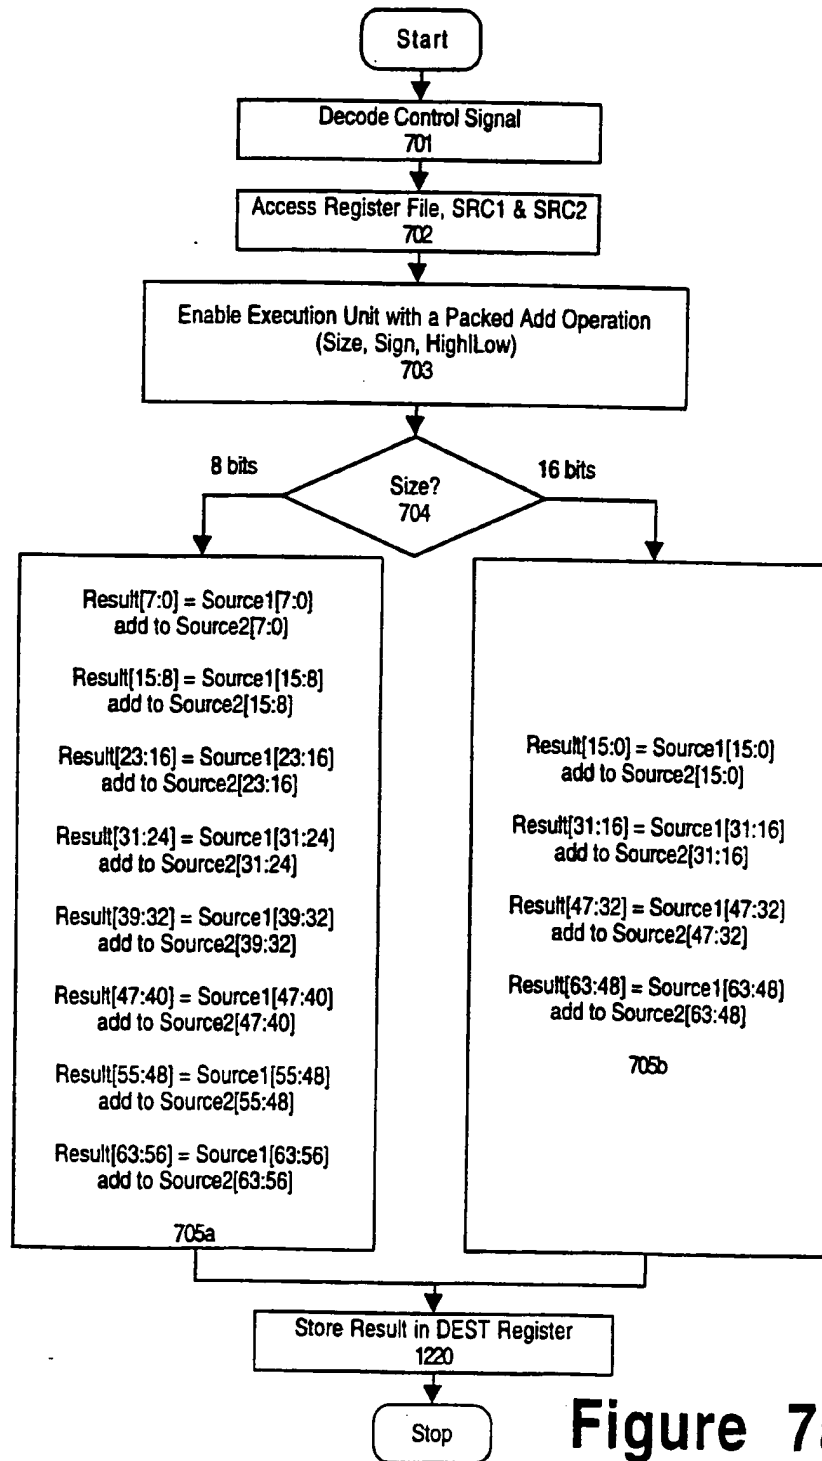 Start
Decode Control Signal
701
Access Register File, SRC1 & SRC2
702
Enable Execution Unit with a Packed Add Operation
(Size, Sign, High|Low)
703
8 bits
16 bits
Size?
704
Result[7:0] = Source1[7:0]
add to Source2[7:0]
Result[15:8] = Source1[15:8]
add to Source2[15:8]
Result[23:16] = Source1[23:16]
add to Source2[23:16]
Result[31:24] = Source1[31:24]
add to Source2[31:24]
Result[39:32] = Source1[39:32]
add to Source2[39:32]
Result[47:40] = Source1[47:40]
add to Source2[47:40]
Result[55:48] = Source1[55:48]
add to Source2[55:48]
Result[63:56] = Source1[63:56]
add to Source2[63:56]
705a
Result[15:0] = Source1[15:0]
add to Source2[15:0]
Result[31:16] = Source1[31:16]
add to Source2[31:16]
Result[47:32] = Source1[47:32]
add to Source2[47:32]
Result[63:48] = Source1[63:48]
add to Source2[63:48]
705b
Store Result in DEST Register
1220
Stop
Figure